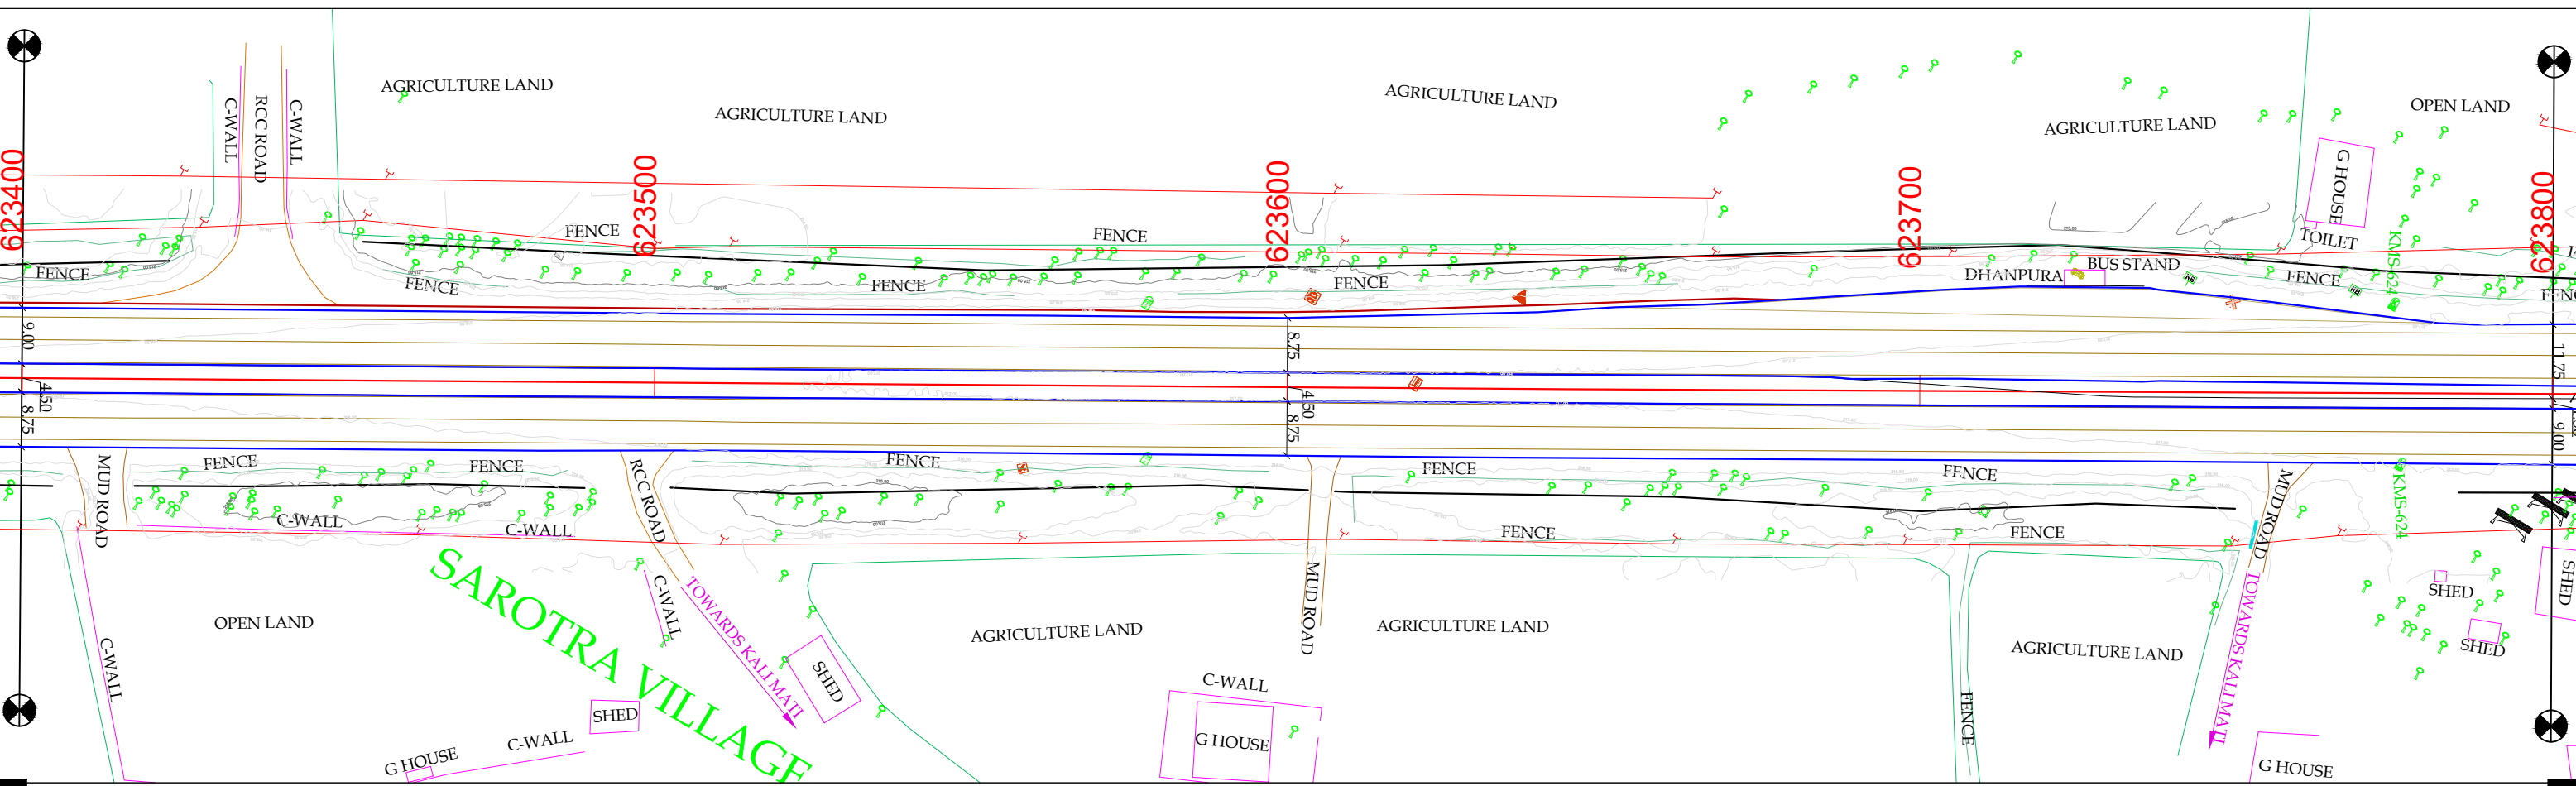 AGRICULTURE LAND
AGRICULTURE LAND
AGRICULTURE LAND
AGRICULTURE LAND
OPEN LAND
C-WALL
RCC ROAD
C-WALL
623400
623500
623600
623700
623800
G HOUSE
TOILET
KMS-624
FENCE
FENCE
FENCE
FENCE
FENCE
FENCE
DHANPURA
BUS STAND
FENCE
9.00
4.50
8.75
8.75
4.50
8.75
11.75
9.00
MUD ROAD
FENCE
FENCE
RCC ROAD
FENCE
FENCE
FENCE
MUD ROAD
KMS-624
C-WALL
C-WALL
FENCE
FENCE
SAROTRA VILLAGE
C-WALL
TOWARDS KALI MATI
MUD ROAD
TOWARDS KALI MATI
SHED
SHED
SHED
OPEN LAND
C-WALL
AGRICULTURE LAND
AGRICULTURE LAND
AGRICULTURE LAND
SHED
SHED
C-WALL
G HOUSE
FENCE
G HOUSE
C-WALL
G HOUSE